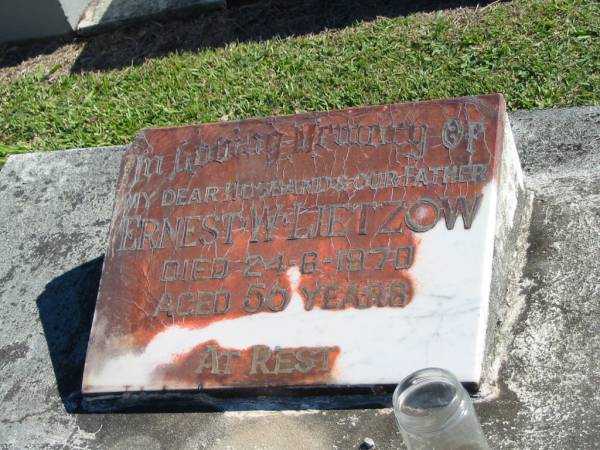 In Loving Memory OF
MY DEAR HUSBAND & OUR FATHER
ERNEST·W·LIETZOW
DIED-24-6-1970
AGED 50 YEARS
AT REST